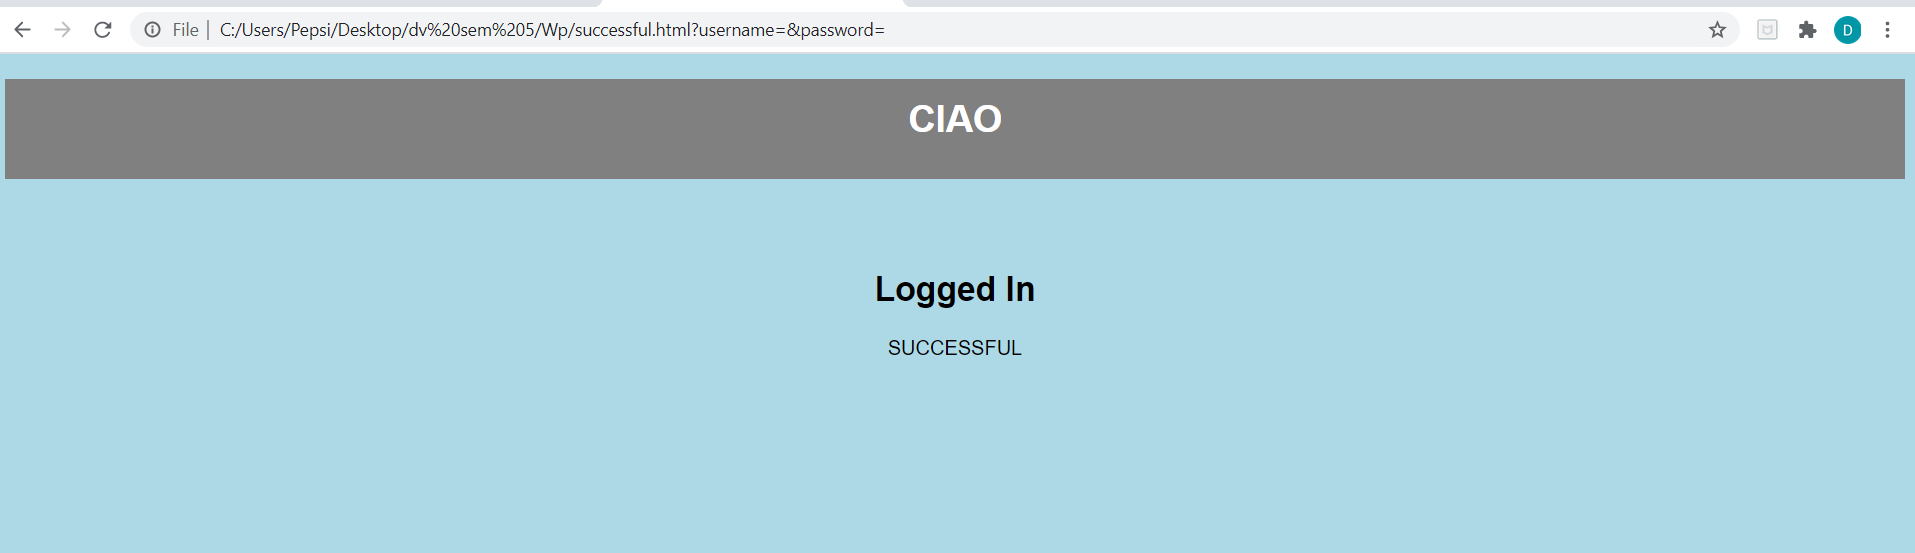 File | C:/Users/Pepsi/Desktop/dv%20sem%205/Wp/successful.html?username=&password=
D
CIAO
Logged In
SUCCESSFUL